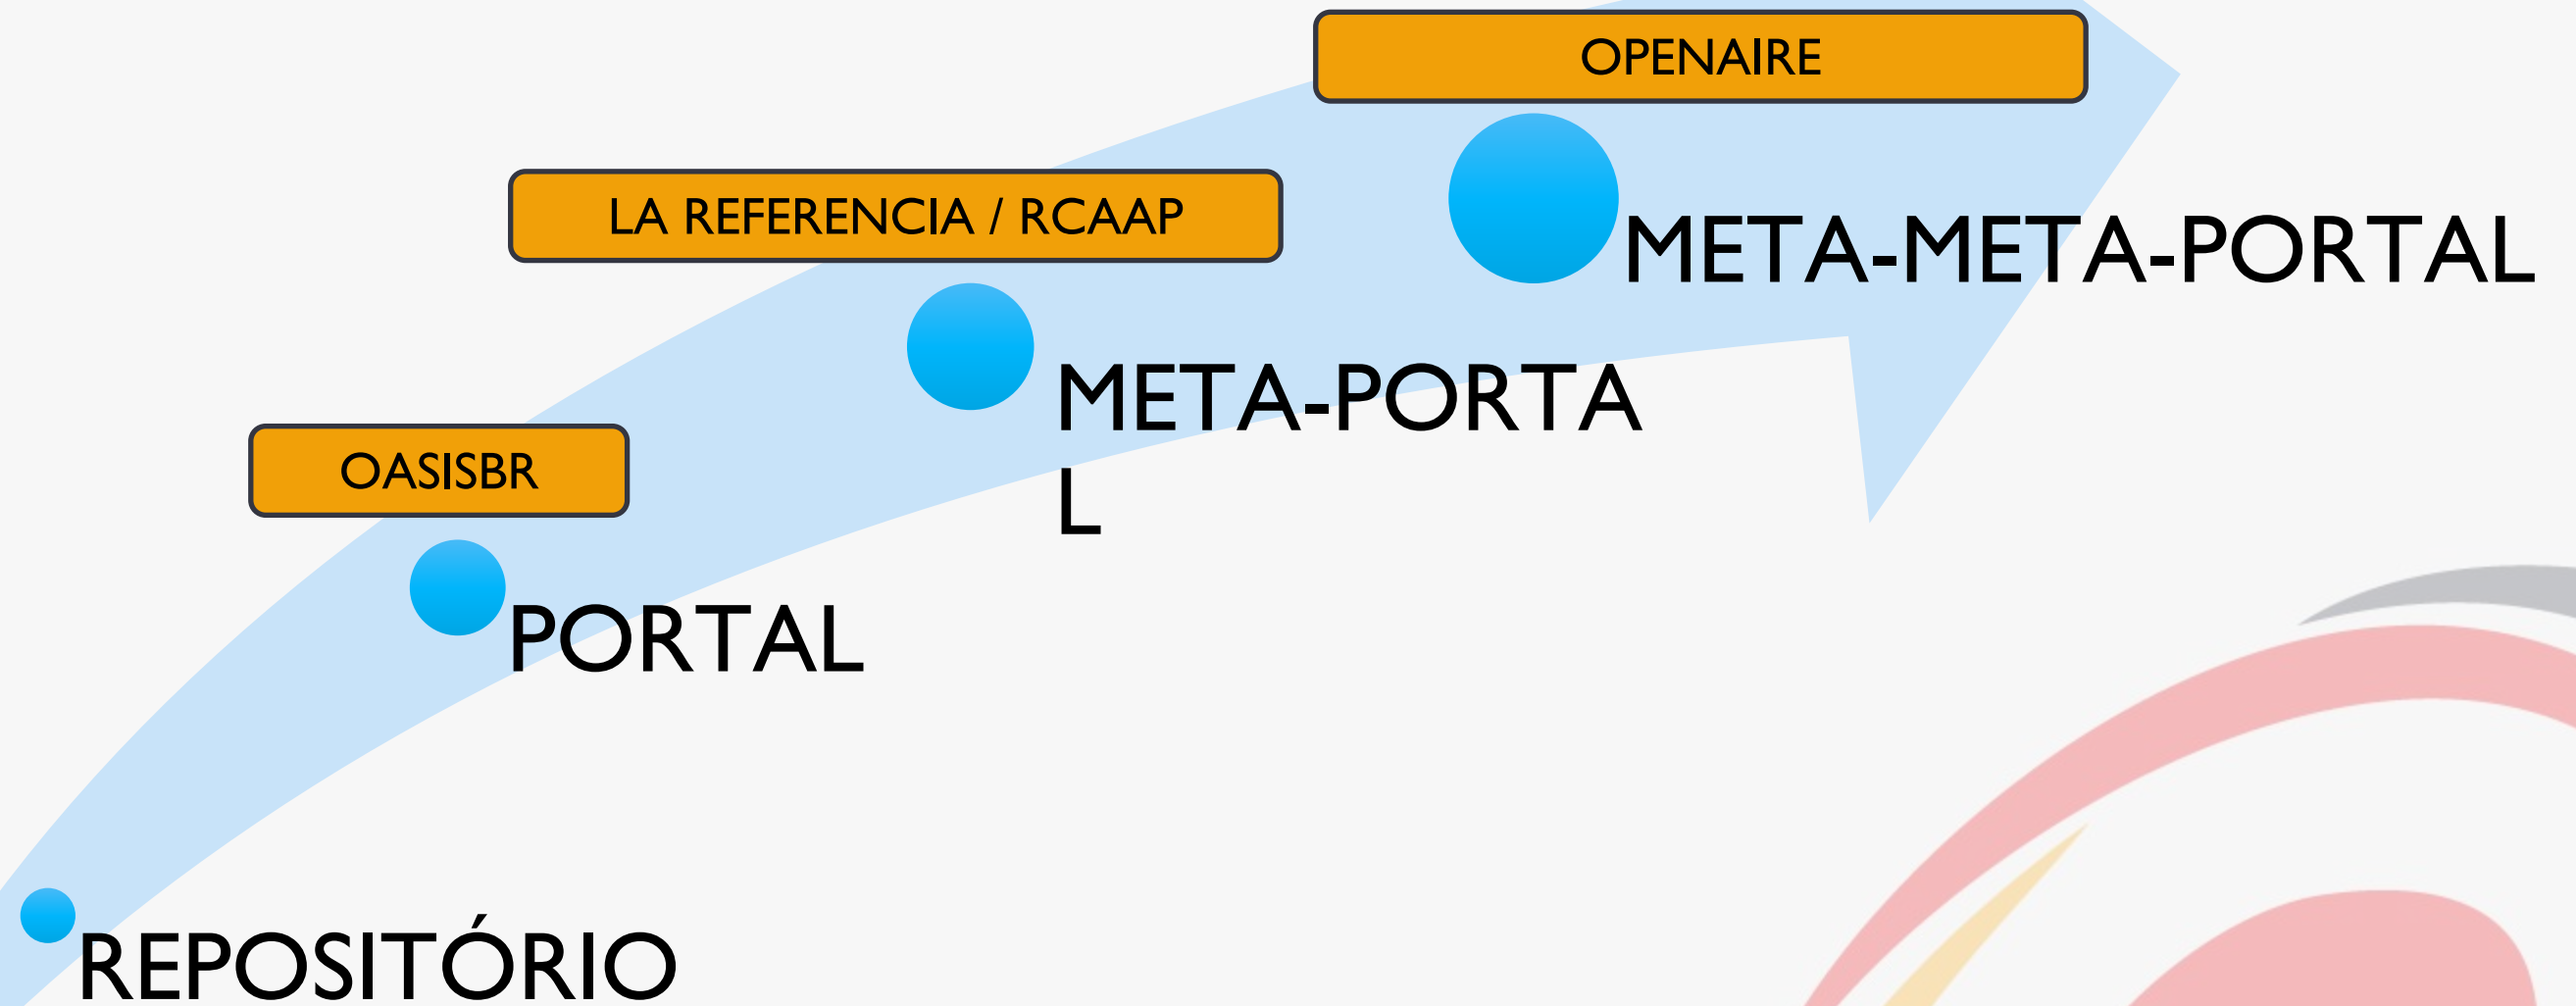 OPENAIRE
META-META-PORTAL
LA REFERENCIA / RCAAP
META-PORTA
L
OASISBR
PORTAL
REPOSITÓRIO